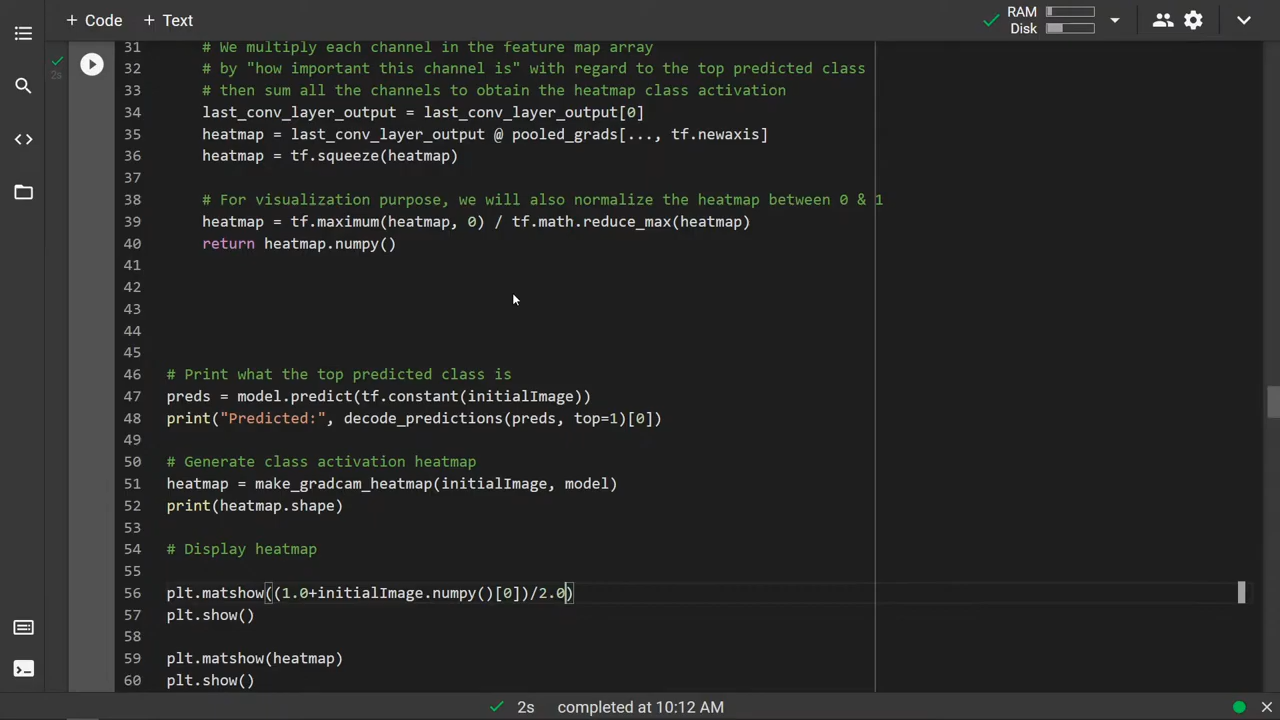 + Code + Text
RAM
Disk
2s
31 # We multiply each channel in the feature map array
32 # by "how important this channel is" with regard to the top predicted class
33 # then sum all the channels to obtain the heatmap class activation
34 last_conv_layer_output = last_conv_layer_output[0]
35 heatmap = last_conv_layer_output @ pooled_grads[..., tf.newaxis]
36 heatmap = tf.squeeze(heatmap)
37
38 # For visualization purpose, we will also normalize the heatmap between 0 & 1
39 heatmap = tf.maximum(heatmap, 0) / tf.math.reduce_max(heatmap)
40 return heatmap.numpy()
41
42
43
44
45
46 # Print what the top predicted class is
47 preds = model.predict(tf.constant(initialImage))
48 print("Predicted:", decode_predictions(preds, top=1)[0])
49
50 # Generate class activation heatmap
51 heatmap = make_gradcam_heatmap(initialImage, model)
52 print(heatmap.shape)
53
54 # Display heatmap
55
56 plt.matshow((1.0+initialImage.numpy()[0])/2.0)
57 plt.show()
58
59 plt.matshow(heatmap)
60 plt.show()
2s completed at 10:12 AM